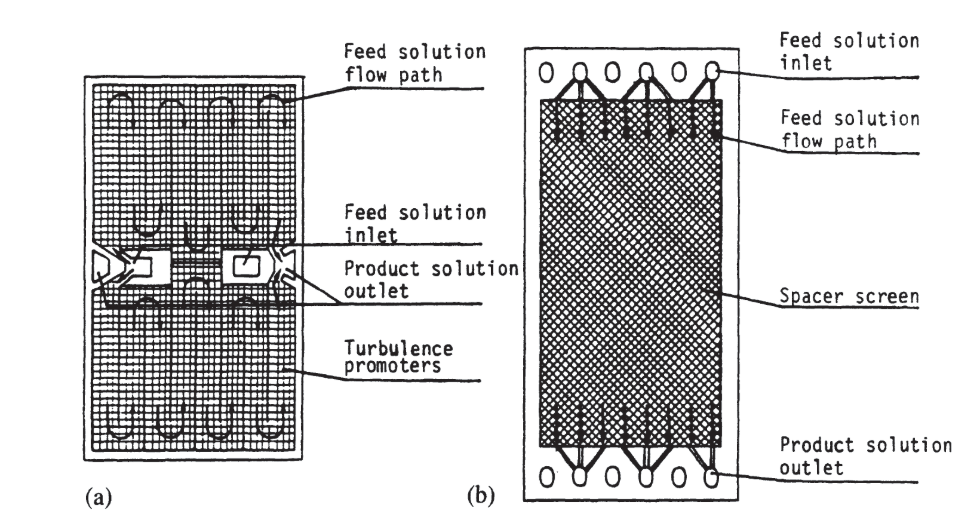 Feed solution
flow path
Feed solution
inlet
Product solution
outlet
Turbulence
promoters
(a)
Feed solution
inlet
Feed solution
flow path
Spacer screen
Product solution
outlet
(b)